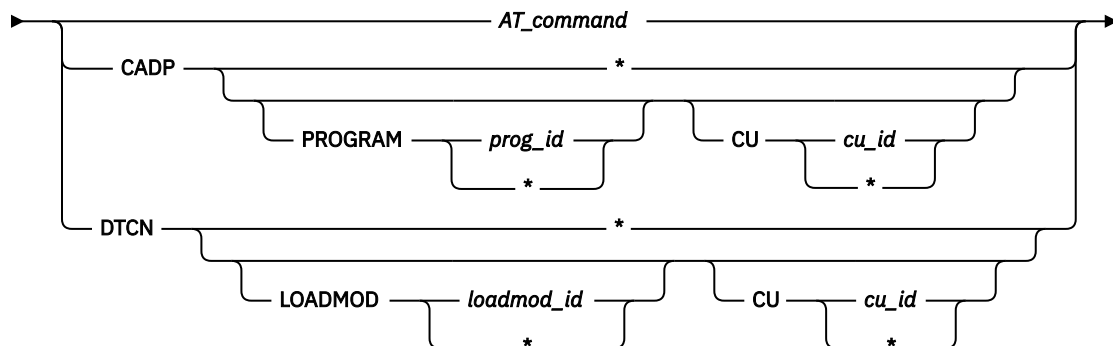 AT_command
CADP *
PROGRAM prog_id CU cu_id
* *
DTCN *
LOADMOD loadmod_id CU cu_id
* *